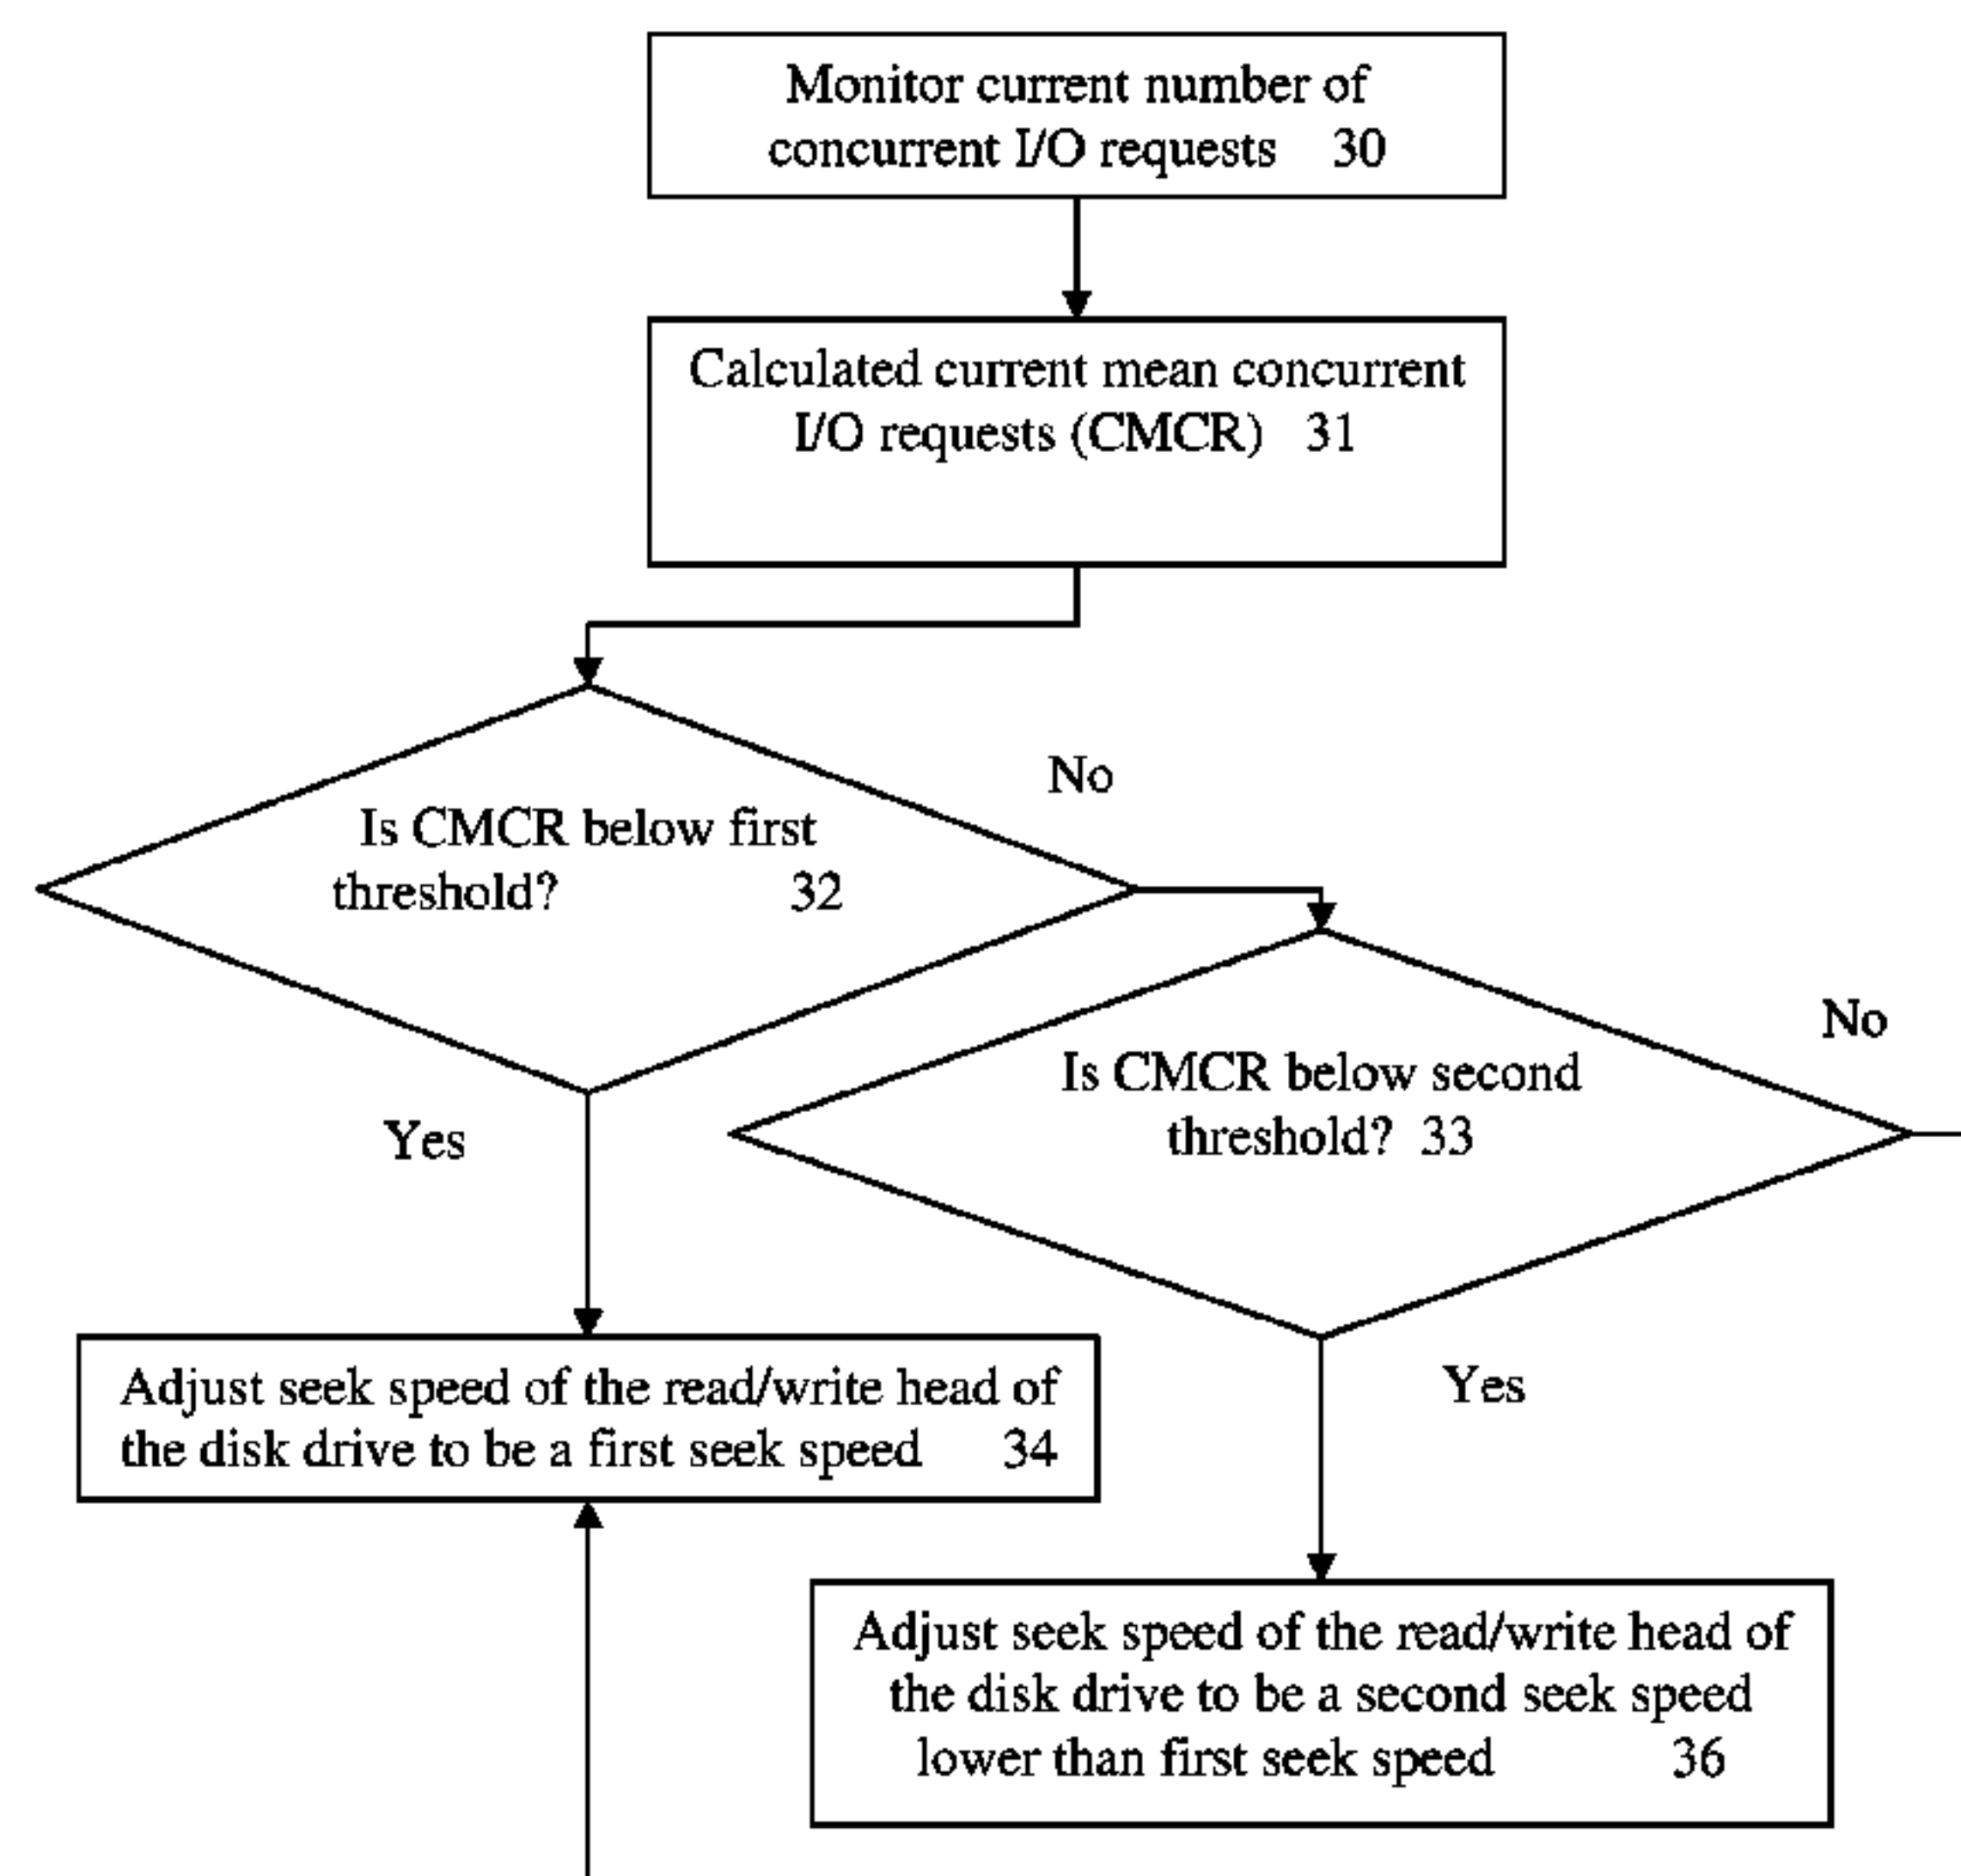 Monitor current number of
concurrent I/O requests 30
Calculated current mean concurrent
I/O requests (CMCR) 31
No
Is CMCR below first
threshold? 32
No
Is CMCR below second
threshold? 33
Yes
Yes
Adjust seek speed of the read/write head of
the disk drive to be a first seek speed 34
Adjust seek speed of the read/write head of
the disk drive to be a second seek speed
lower than first seek speed 36